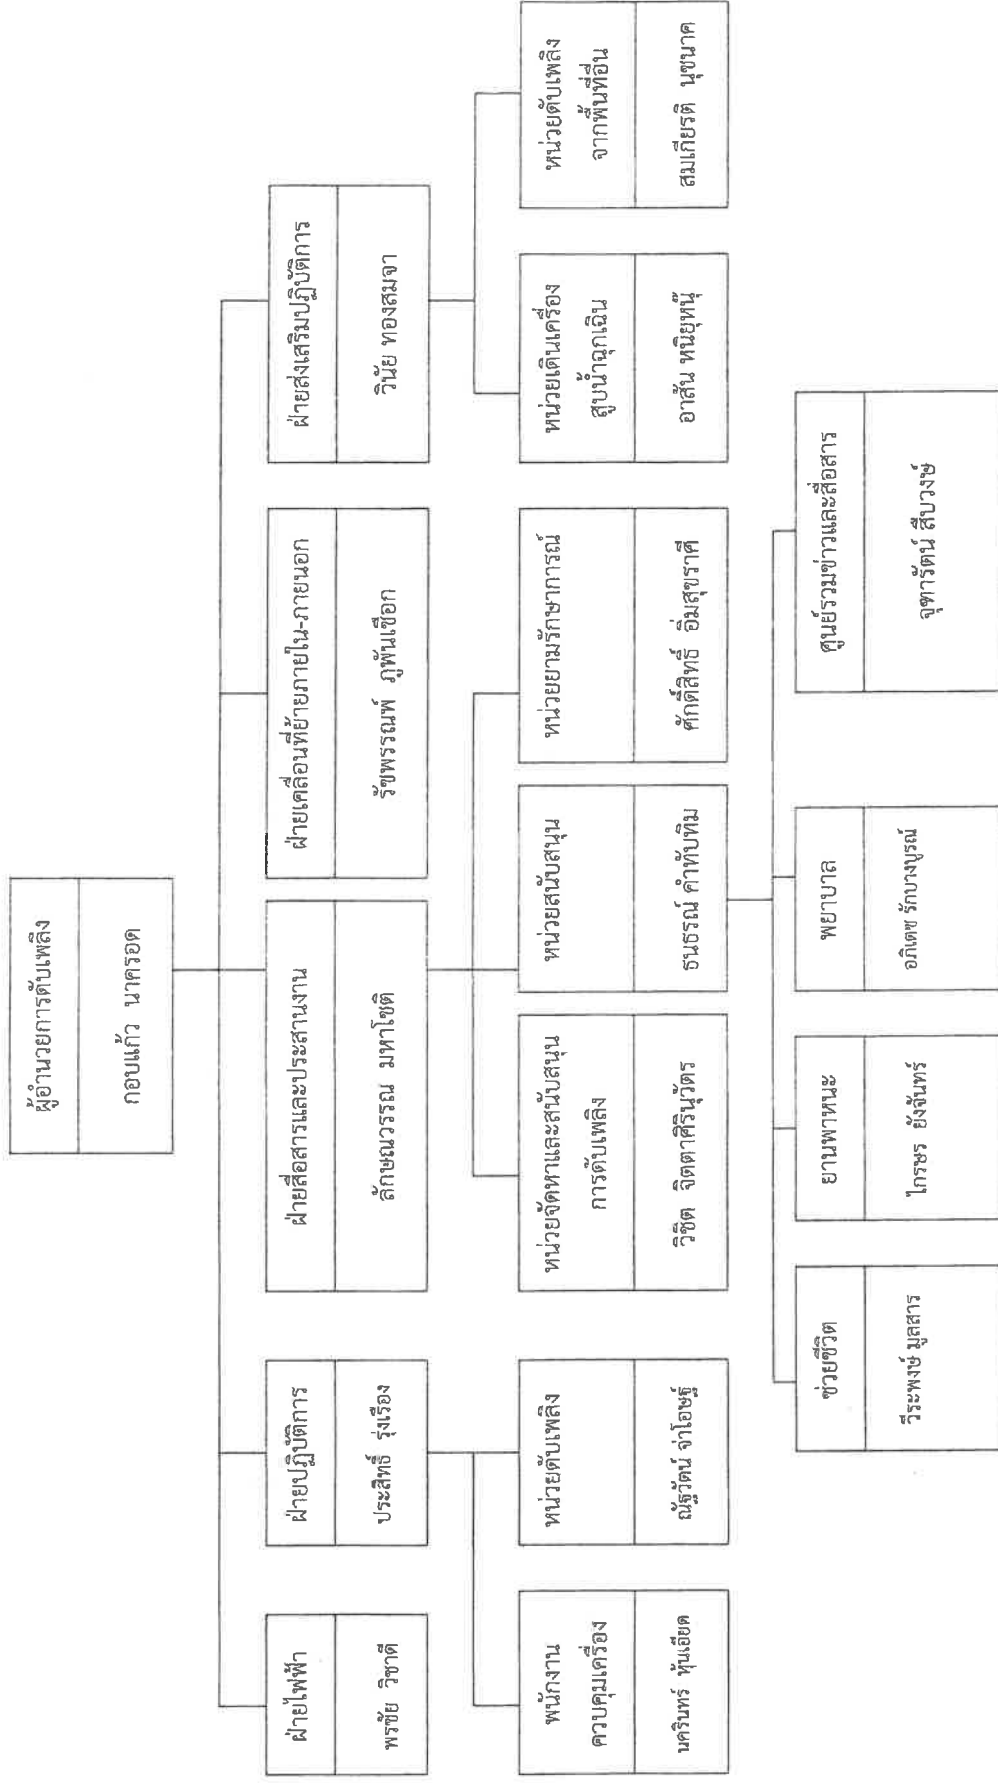 ผู้อำนวยการดับเพลิง
กอบแก้ว นาครอด
ฝ่ายไฟฟ้า
พรชัย วิชาดี
ฝ่ายปฏิบัติการ
ประสิทธิ์ รุ่งเรือง
ฝ่ายสื่อสารและประสานงาน
ลักษณวรรณ มหาโชติ
ฝ่ายเคลื่อนที่ย้ายภายใน-ภายนอก
รัชพรรณพ์ ภูพันเชือก
ฝ่ายส่งเสริมปฏิบัติการ
วินัย ทองสมจา
พนักงาน
ควบคุมเครื่อง
นครินทร์ หุ้นเอียด
หน่วยดับเพลิง
ณัฐวัตน์ จ่าโอษฐ์
หน่วยจัดหาและสนับสนุน
การดับเพลิง
วิชิต จิตตาศิรินุวัตร
หน่วยสนับสนุน
ธนธรณ์ คำทับทิม
หน่วยยามรักษาการณ์
ศักดิ์สิทธิ์ อิ่มสุขราศี
หน่วยเดินเครื่อง
สูบน้ำฉุกเฉิน
อาสัน หนิยุหนุ๊
หน่วยดับเพลิง
จากพื้นที่อื่น
สมเกียรติ นุชนาค
ช่วยชีวิต
วีระพงษ์ มูลสาร
ยานพาหนะ
ไกรษร ยังจันทร์
พยาบาล
อภิเดช รักบางบูรณ์
ศูนย์รวมข่าวและสื่อสาร
จุฑารัตน์ สืบวงษ์